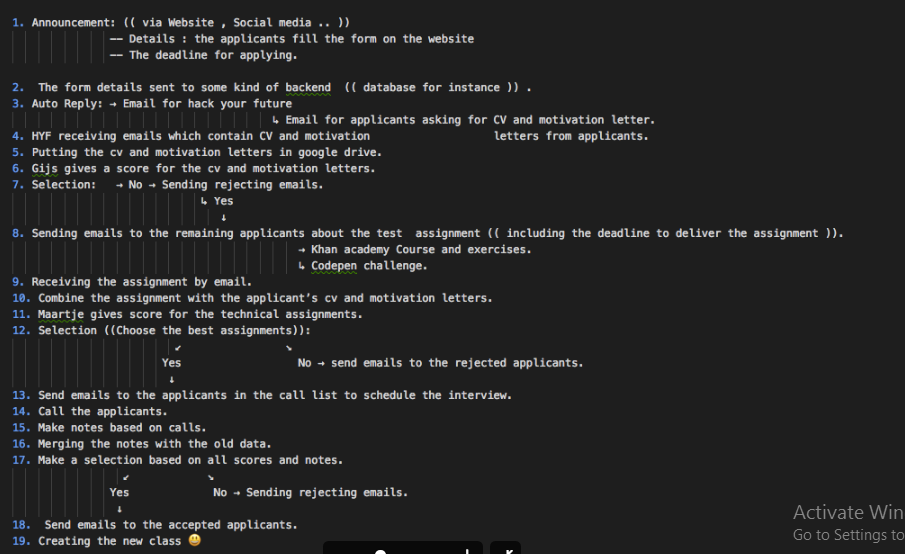 1. Announcement: (( via Website , Social media .. ))
—— Details : the applicants fill the form on the website
—— The deadline for applying.
2. The form details sent to some kind of backend (( database for instance )) .
3. Auto Reply: → Email for hack your future
↳ Email for applicants asking for CV and motivation letter.
4. HYF receiving emails which contain CV and motivation letters from applicants.
5. Putting the cv and motivation letters in google drive.
6. Gijs gives a score for the cv and motivation letters.
7. Selection: → No → Sending rejecting emails.
↳ Yes
↓
8. Sending emails to the remaining applicants about the test assignment (( including the deadline to deliver the assignment )).
→ Khan academy Course and exercises.
↳ Codepen challenge.
9. Receiving the assignment by email.
10. Combine the assignment with the applicant's cv and motivation letters.
11. Maartje gives score for the technical assignments.
12. Selection ((Choose the best assignments)):
↙ ↘
Yes No → send emails to the rejected applicants.
↓
13. Send emails to the applicants in the call list to schedule the interview.
14. Call the applicants.
15. Make notes based on calls.
16. Merging the notes with the old data.
17. Make a selection based on all scores and notes.
↙ ↘
Yes No → Sending rejecting emails.
↓
18. Send emails to the accepted applicants.
19. Creating the new class 😃
Activate Win
Go to Settings to